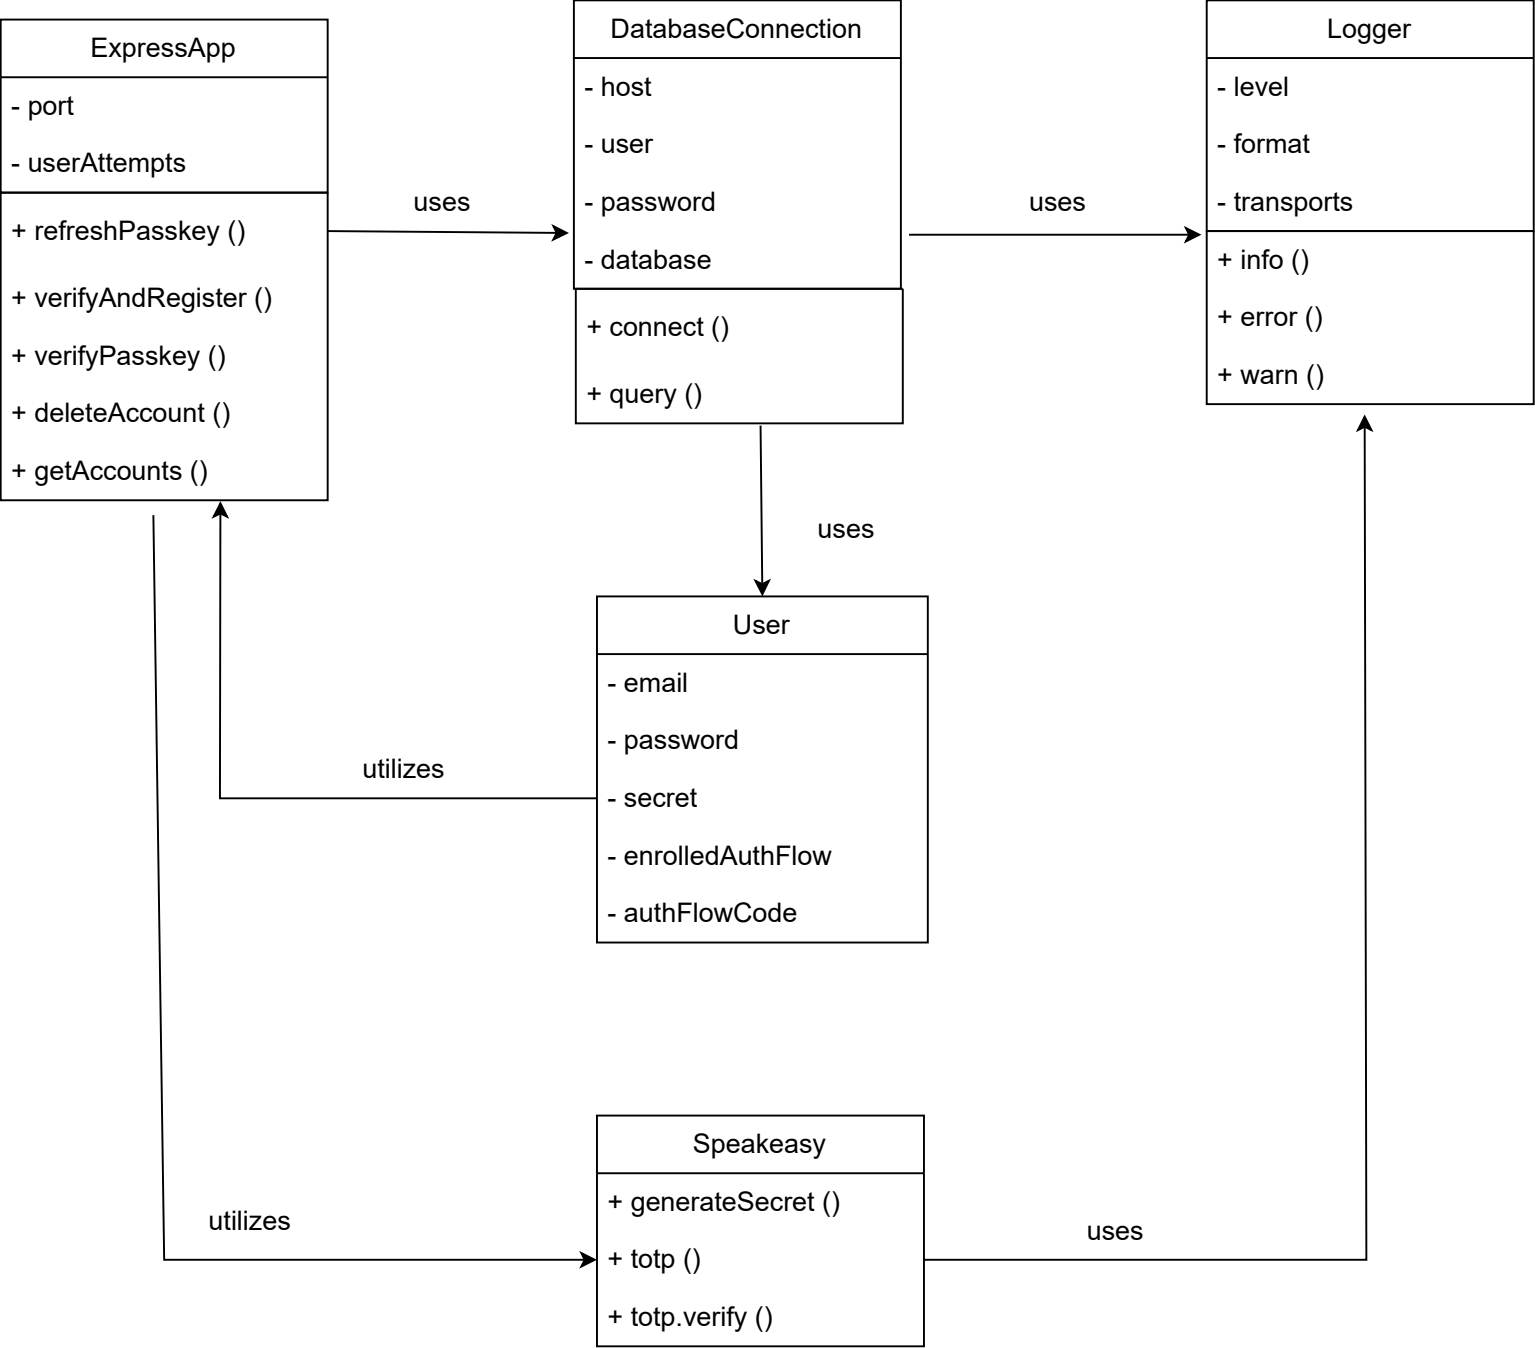 ExpressApp
- port
- userAttempts
+ refreshPasskey ()
+ verifyAndRegister ()
+ verifyPasskey ()
+ deleteAccount ()
+ getAccounts ()
uses
DatabaseConnection
- host
- user
- password
- database
+ connect ()
+ query ()
uses
Logger
- level
- format
- transports
+ info ()
+ error ()
+ warn ()
uses
User
- email
- password
- secret
- enrolledAuthFlow
- authFlowCode
utilizes
utilizes
Speakeasy
+ generateSecret ()
+ totp ()
+ totp.verify ()
uses